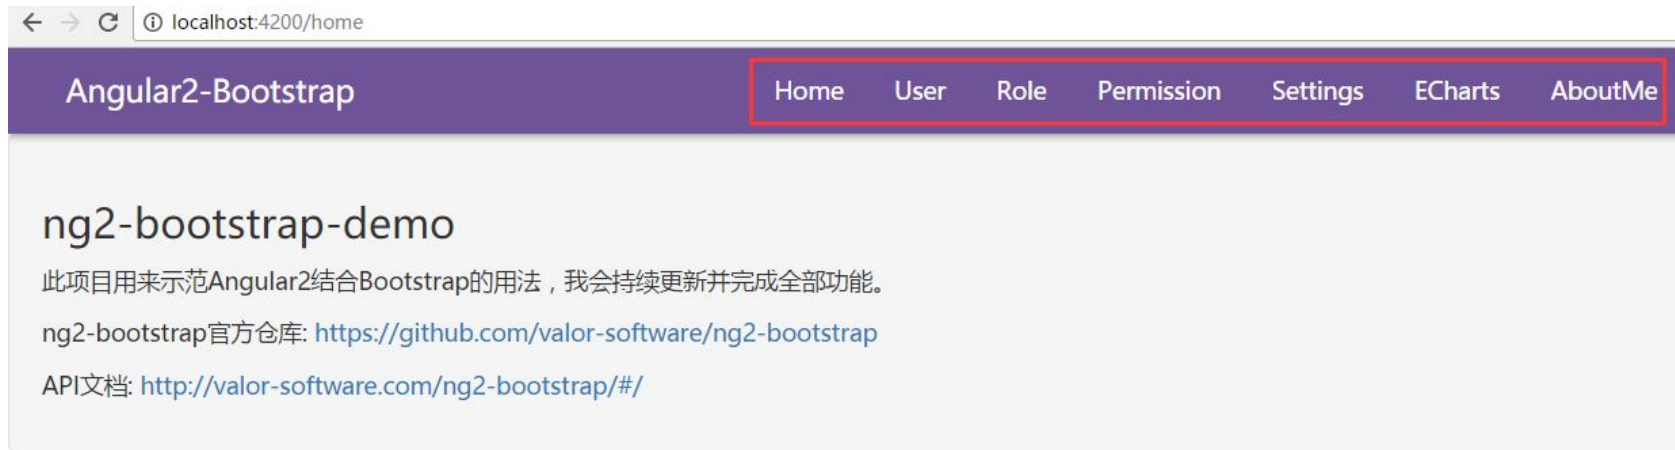 localhost:4200/home
Angular2-Bootstrap Home User Role Permission Settings ECharts AboutMe
ng2-bootstrap-demo
此项目用来示范Angular2结合Bootstrap的用法，我会持续更新并完成全部功能。
ng2-bootstrap官方仓库: https://github.com/valor-software/ng2-bootstrap
API文档: http://valor-software.com/ng2-bootstrap/#/